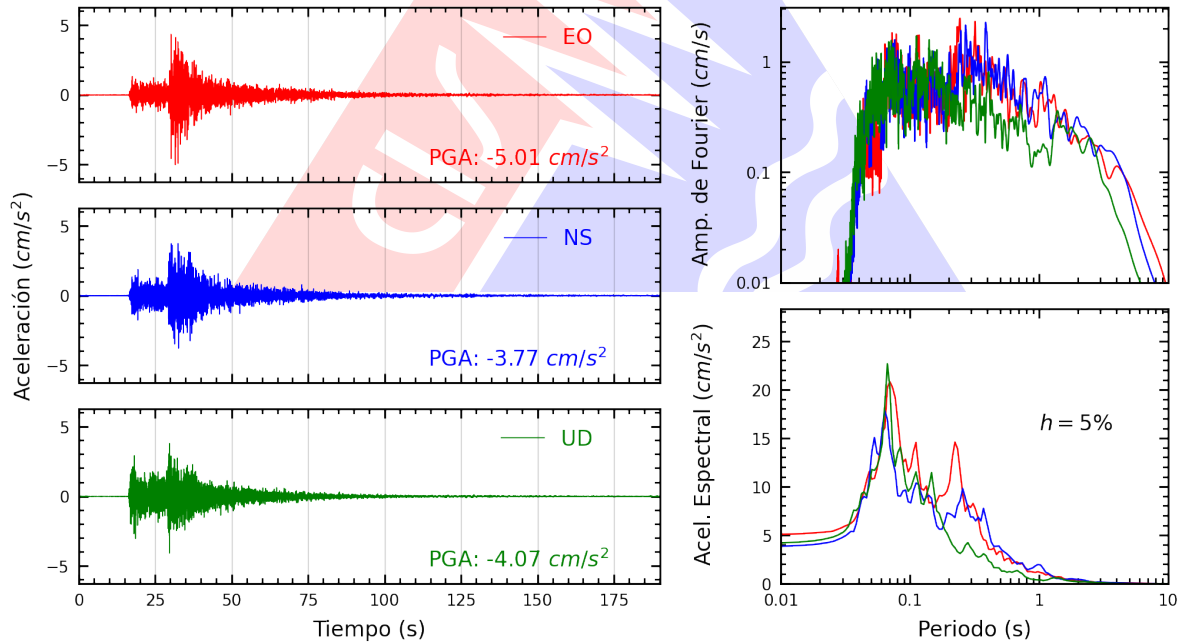 Aceleración (cm/s²)
5
0
−5
EO
PGA: -5.01 cm/s²
5
0
−5
NS
PGA: -3.77 cm/s²
5
0
−5
UD
PGA: -4.07 cm/s²
0 25 50 75 100 125 150 175
Tiempo (s)
Amp. de Fourier (cm/s)
1
0.1
0.01
Acel. Espectral (cm/s²)
25
20
15
10
5
0
h = 5%
0.01 0.1 1 10
Periodo (s)